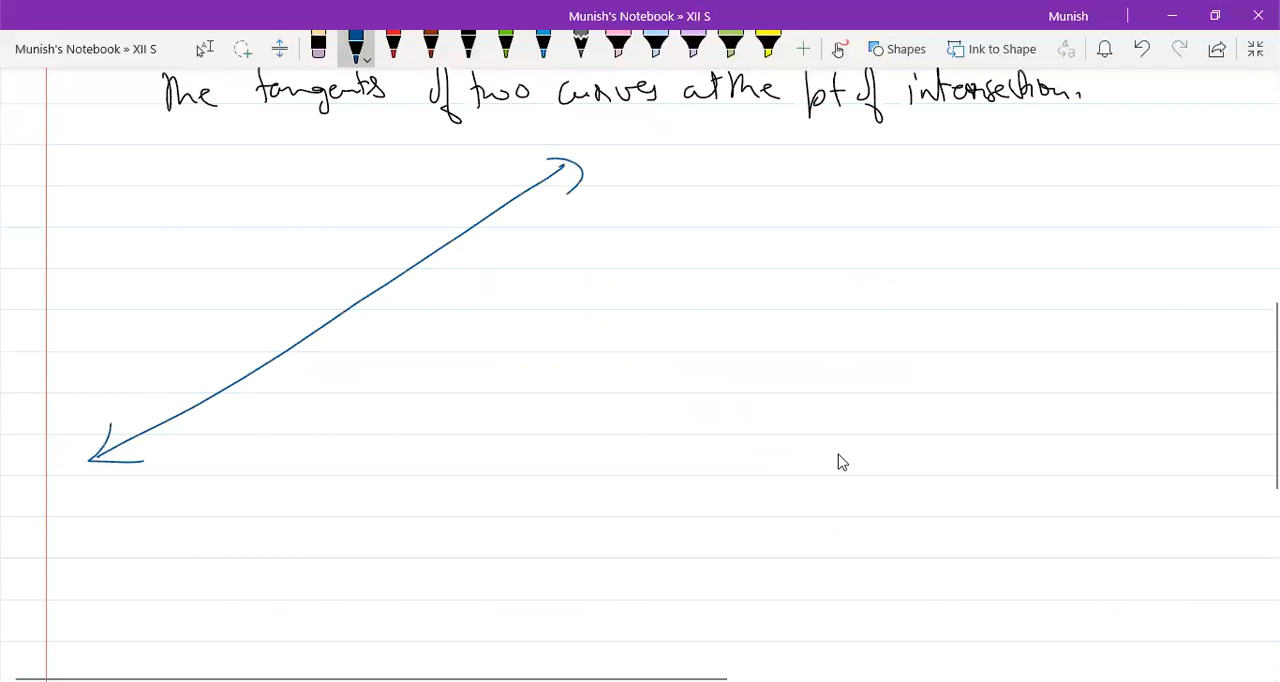 Munish's Notebook » XII S
Munish
Munish's Notebook » XII S
Shapes
Ink to Shape
The tangents of two curves at the pt of intersection.